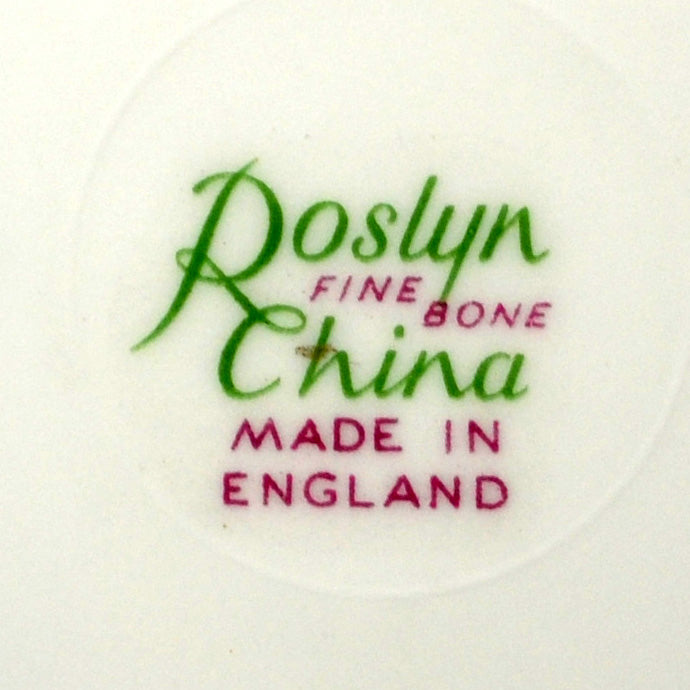 Roslyn
FINE BONE
China
MADE IN
ENGLAND